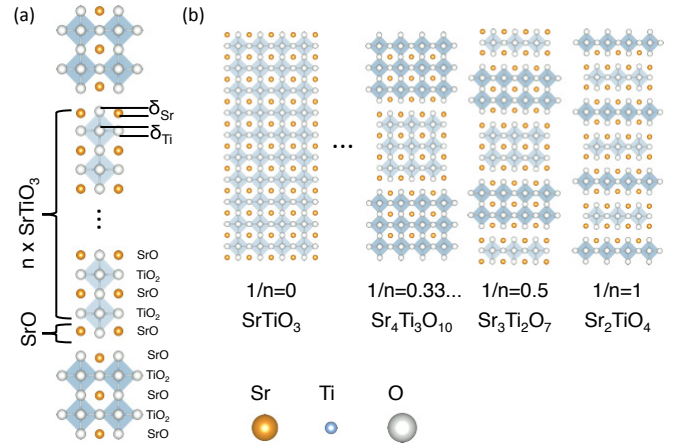 (a)
δSr
δTi
n x SrTiO3
...
SrO
TiO2
SrO
TiO2
SrO
SrO
SrO
TiO2
SrO
TiO2
SrO
(b)
...
1/n=0 1/n=0.33... 1/n=0.5 1/n=1
SrTiO3 Sr4Ti3O10 Sr3Ti2O7 Sr2TiO4
Sr Ti O